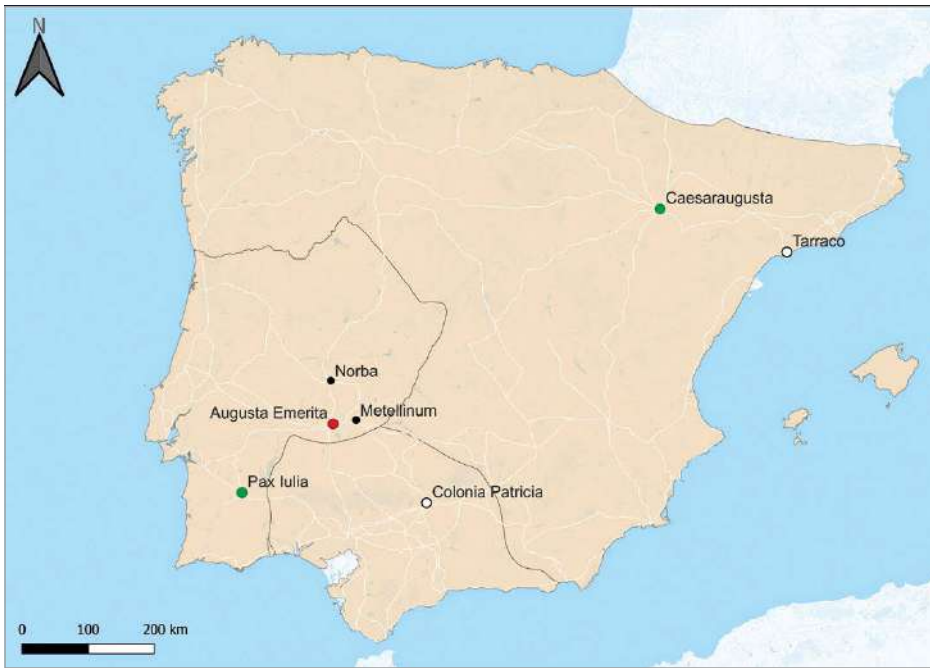 N
Caesaraugusta
Tarraco
Norba
Augusta Emerita
Metellinum
Pax Iulia
Colonia Patricia
0 100 200 km